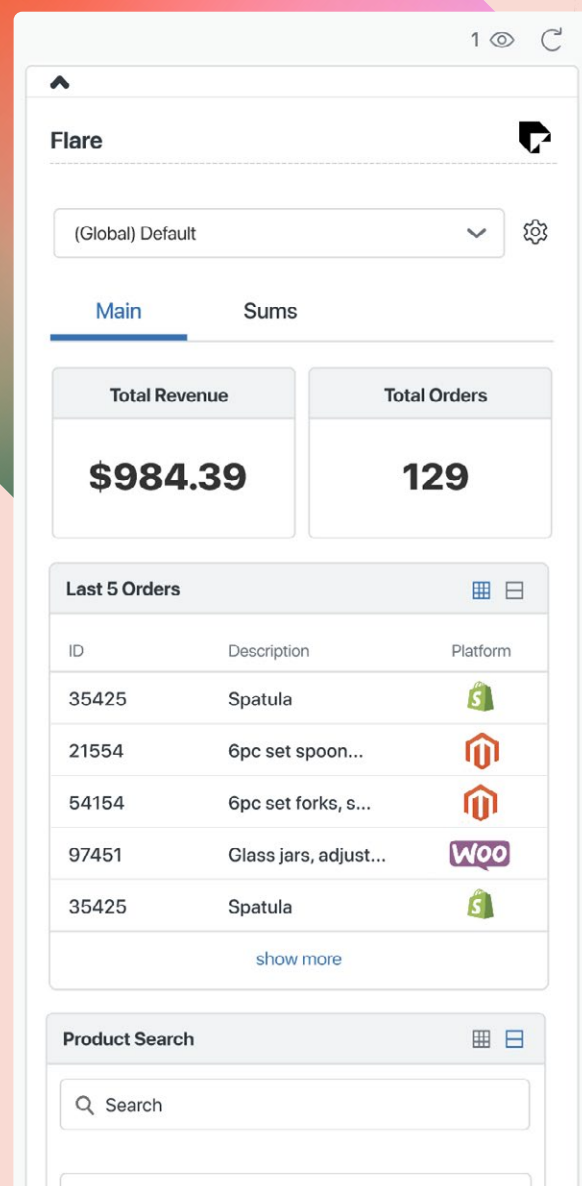 1
Flare
(Global) Default
Main Sums
Total Revenue Total Orders
$984.39 129
Last 5 Orders
ID Description Platform
35425 Spatula
21554 6pc set spoon...
54154 6pc set forks, s...
97451 Glass jars, adjust... Woo
35425 Spatula
show more
Product Search
Search